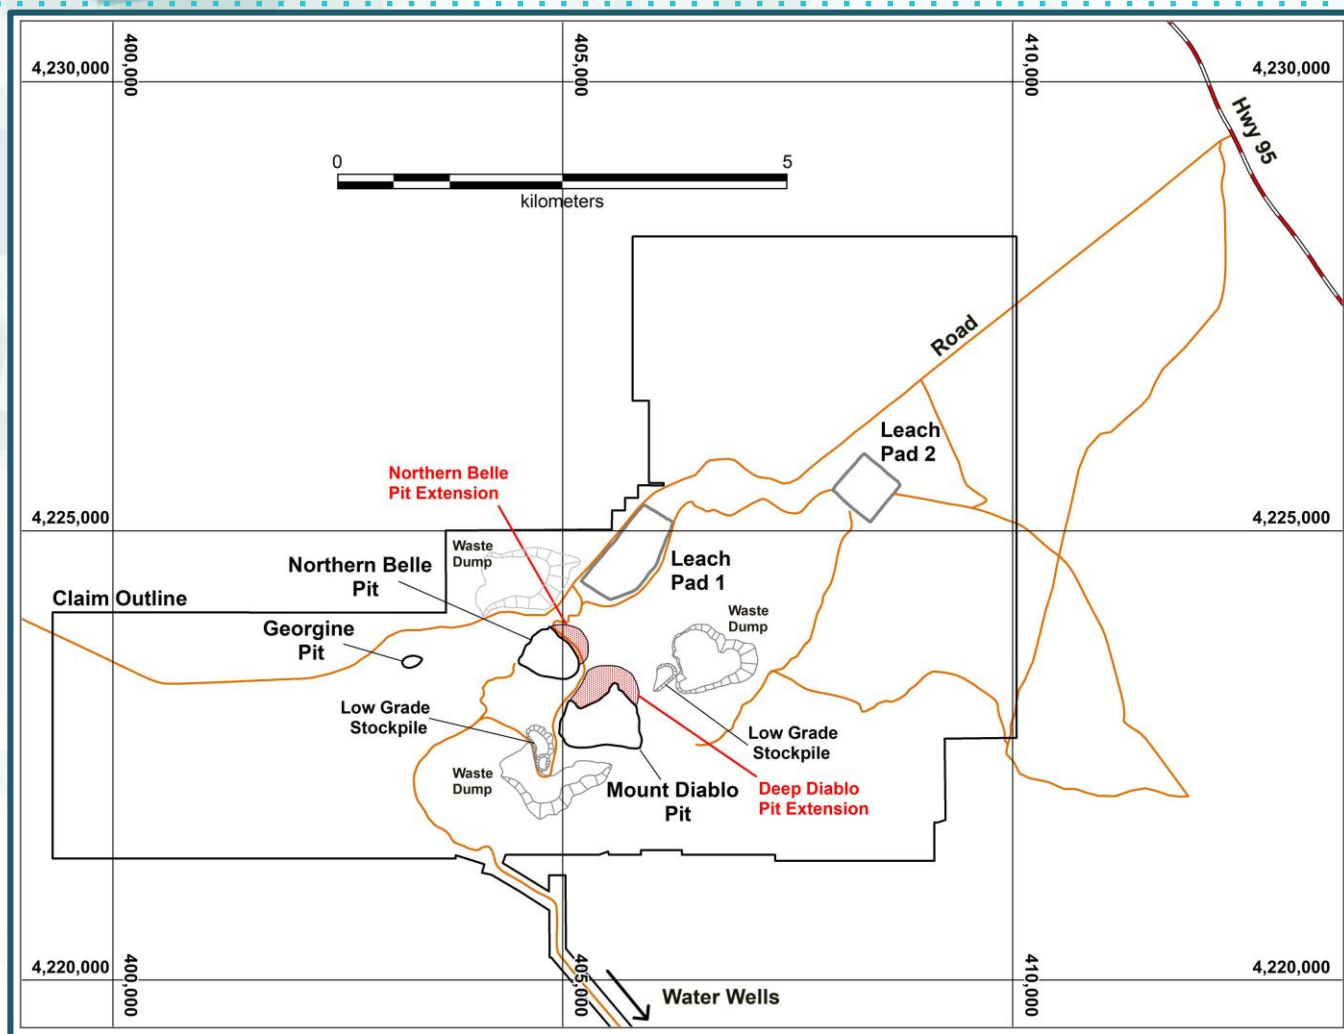 400,000
405,000
410,000
4,230,000
4,230,000
Hwy 95
0
5
kilometers
Road
Leach
Pad 2
Northern Belle
Pit Extension
4,225,000
4,225,000
Waste
Dump
Northern Belle
Pit
Leach
Pad 1
Claim Outline
Waste
Dump
Georgine
Pit
Low Grade
Stockpile
Low Grade
Stockpile
Waste
Dump
Mount Diablo
Pit
Deep Diablo
Pit Extension
4,220,000
4,220,000
400,000
405,000
410,000
Water Wells